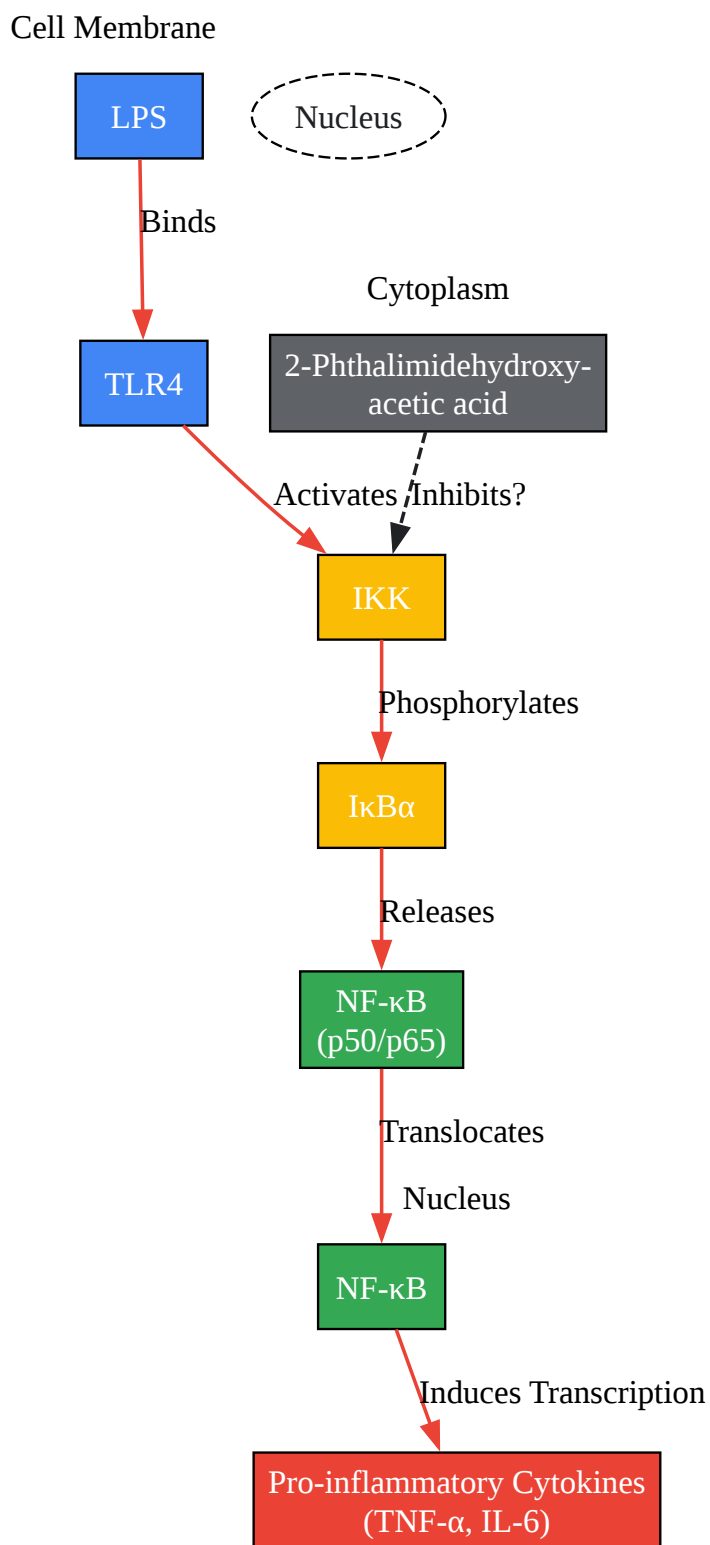 Cell Membrane
LPS
Nucleus
Binds
Cytoplasm
TLR4
2-Phthalimidehydroxy-
acetic acid
Activates
Inhibits?
IKK
Phosphorylates
IκBα
Releases
NF-κB
(p50/p65)
Translocates
Nucleus
NF-κB
Induces Transcription
Pro-inflammatory Cytokines
(TNF-α, IL-6)